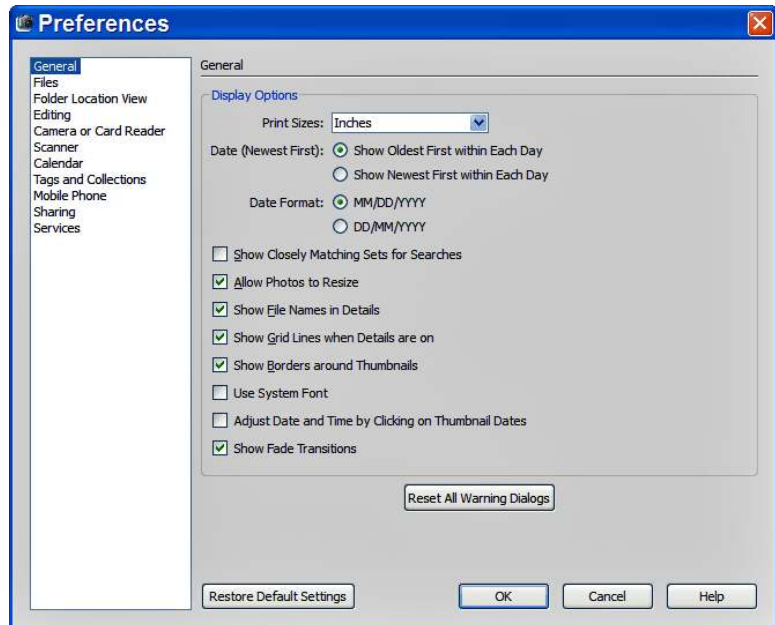 Preferences
General
Files
Folder Location View
Editing
Camera or Card Reader
Scanner
Calendar
Tags and Collections
Mobile Phone
Sharing
Services
General
Display Options
Print Sizes: Inches
Date (Newest First): Show Oldest First within Each Day
Show Newest First within Each Day
Date Format: MM/DD/YYYY
DD/MM/YYYY
Show Closely Matching Sets for Searches
Allow Photos to Resize
Show File Names in Details
Show Grid Lines when Details are on
Show Borders around Thumbnails
Use System Font
Adjust Date and Time by Clicking on Thumbnail Dates
Show Fade Transitions
Reset All Warning Dialogs
Restore Default Settings OK Cancel Help